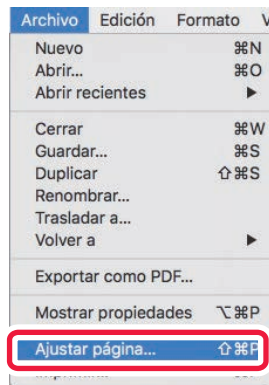 Archivo Edición Formato
Nuevo ⌘N
Abrir... ⌘O
Abrir recientes ▶
Cerrar ⌘W
Guardar... ⌘S
Duplicar ⇧⌘S
Renombrar...
Trasladar a...
Volver a ▶
Exportar como PDF...
Mostrar propiedades ⌥⌘P
Ajustar página... ⇧⌘P